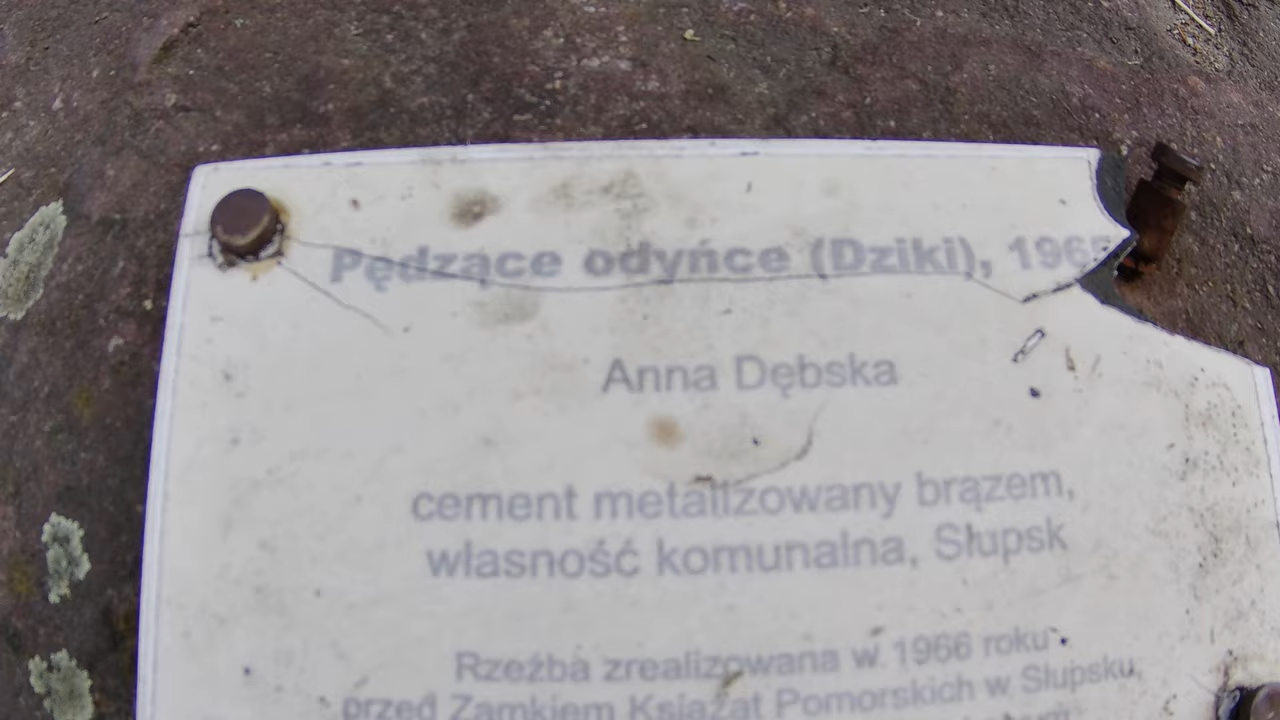 Pędzące odyńce (Dziki), 1965
Anna Dębska
cement metalizowany brązem,
własność komunalna, Słupsk
Rzeźba zrealizowana w 1966 roku
przed Zamkiem Książąt Pomorskich w Słupsku,